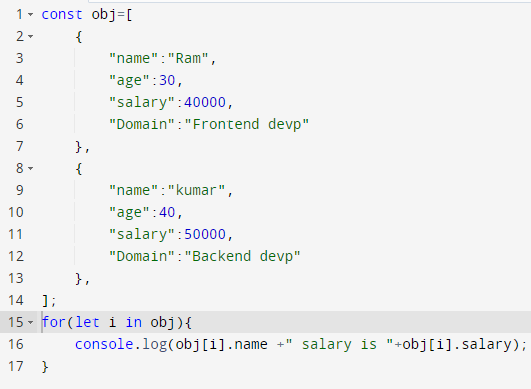 1 const obj=[
2 {
3 "name":"Ram",
4 "age":30,
5 "salary":40000,
6 "Domain":"Frontend devp"
7 },
8 {
9 "name":"kumar",
10 "age":40,
11 "salary":50000,
12 "Domain":"Backend devp"
13 },
14 ];
15 for(let i in obj){
16 console.log(obj[i].name +" salary is "+obj[i].salary);
17 }